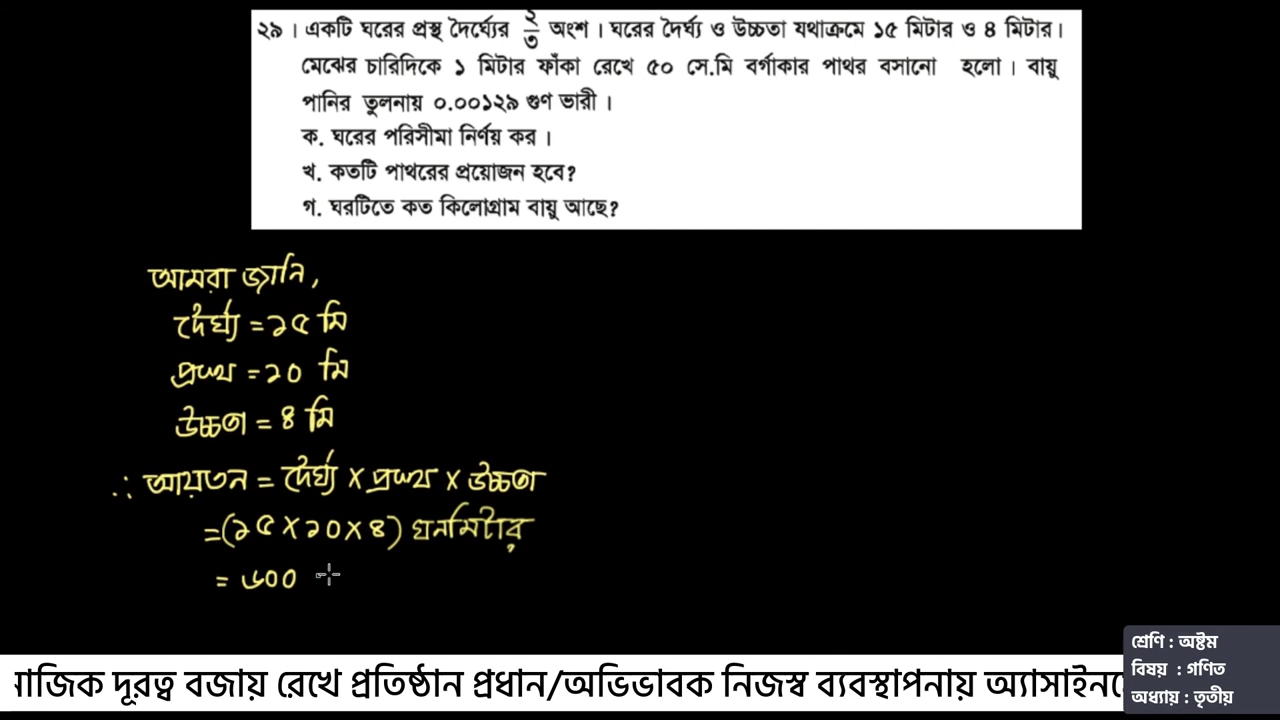 ২৯। একটি ঘরের প্রস্থ দৈর্ঘ্যের ২/৩ অংশ। ঘরের দৈর্ঘ্য ও উচ্চতা যথাক্রমে ১৫ মিটার ও ৪ মিটার।
মেঝের চারিদিকে ১ মিটার ফাঁকা রেখে ৫০ সে.মি বর্গাকার পাথর বসানো হলো। বায়ু
পানির তুলনায় ০.০০১২৯ গুণ ভারী।
ক. ঘরের পরিসীমা নির্ণয় কর।
খ. কতটি পাথরের প্রয়োজন হবে?
গ. ঘরটিতে কত কিলোগ্রাম বায়ু আছে?
আমরা জানি,
দৈর্ঘ্য = ১৫ মি
প্রস্থ = ১০ মি
উচ্চতা = ৪ মি
∴ আয়তন = দৈর্ঘ্য × প্রস্থ × উচ্চতা
= (১৫ × ১০ × ৪) ঘনমিটার
= ৬০০
শ্রেণি : অষ্টম
বিষয় : গণিত
অধ্যায় : তৃতীয়
াজিক দূরত্ব বজায় রেখে প্রতিষ্ঠান প্রধান/অভিভাবক নিজস্ব ব্যবস্থাপনায় অ্যাসাইন